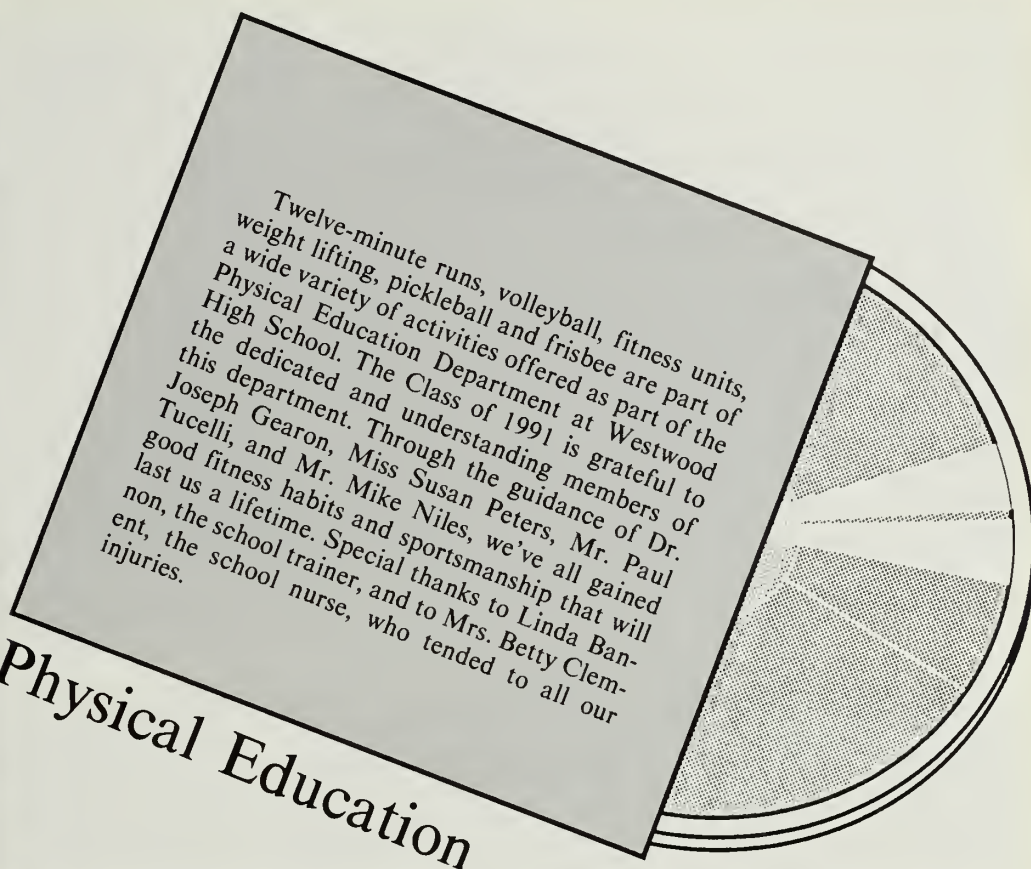 Twelve-minute runs, volleyball, fitness units,
weight lifting, pickleball and frisbee are part of
a wide variety of activities offered as part of the
Physical Education Department at Westwood
High School. The Class of 1991 is grateful to
the dedicated and understanding members of
this department. Through the guidance of Dr.
Joseph Gearon, Miss Susan Peters, Mr. Paul
Tucelli, and Mr. Mike Niles, we've all gained
good fitness habits and sportsmanship that will
last us a lifetime. Special thanks to Linda Ban-
non, the school trainer, and to Mrs. Betty Clem-
ent, the school nurse, who tended to all our
injuries.
Physical Education